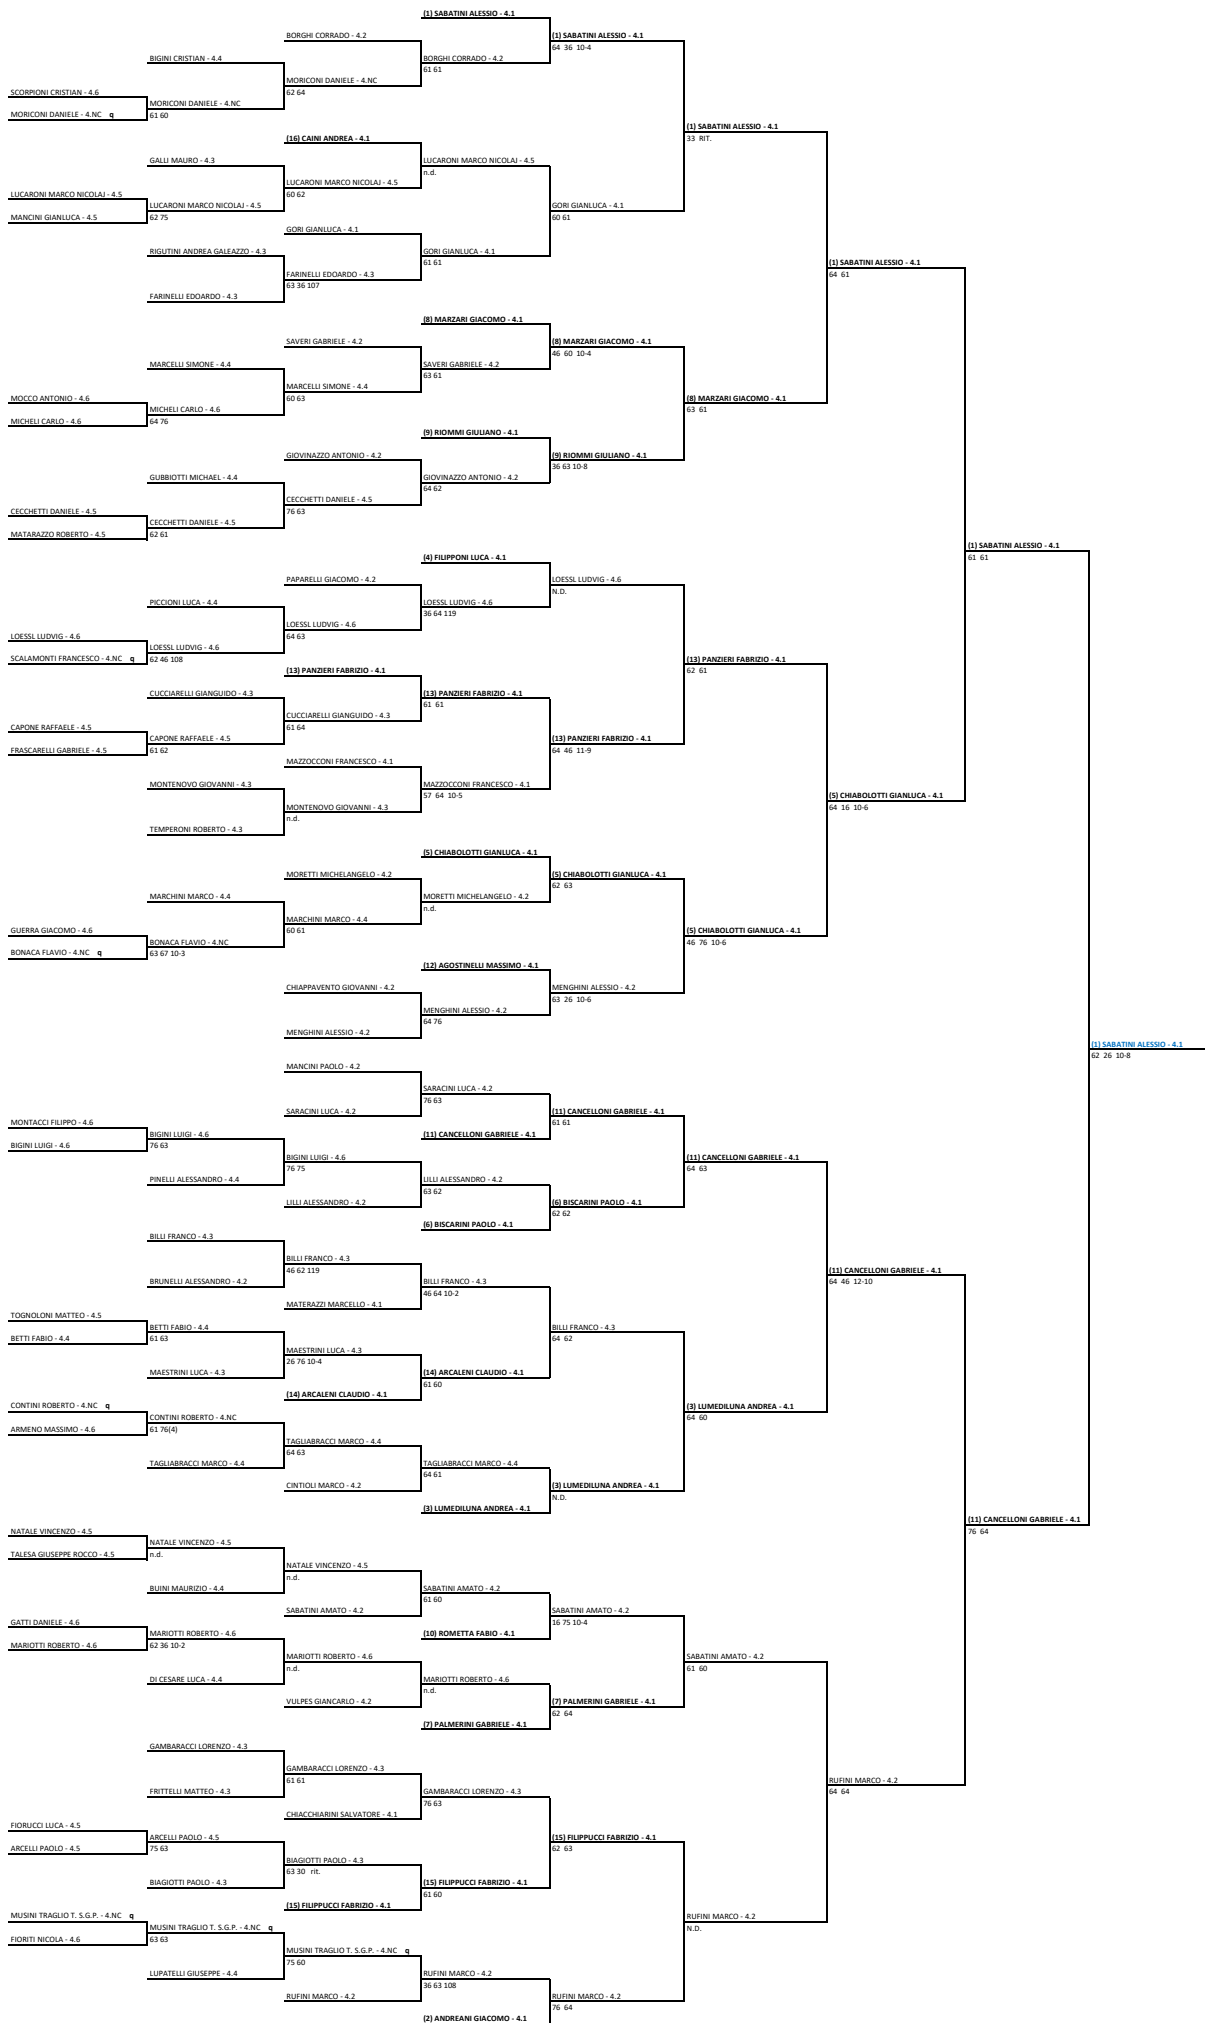 (1) SABATINI ALESSIO - 4.1
BORGHI CORRADO - 4.2
(1) SABATINI ALESSIO - 4.1
64 36 10-4
BIGINI CRISTIAN - 4.4
BORGHI CORRADO - 4.2
61 61
MORICONI DANIELE - 4.NC
62 64
SCORPIONI CRISTIAN - 4.6
MORICONI DANIELE - 4.NC
61 60
MORICONI DANIELE - 4.NC q
(1) SABATINI ALESSIO - 4.1
33 RIT.
(16) CAINI ANDREA - 4.1
GALLI MAURO - 4.3
LUCARONI MARCO NICOLAJ - 4.5
n.d.
LUCARONI MARCO NICOLAJ - 4.5
60 62
LUCARONI MARCO NICOLAJ - 4.5
LUCARONI MARCO NICOLAJ - 4.5
62 75
MANCINI GIANLUCA - 4.5
GORI GIANLUCA - 4.1
60 61
GORI GIANLUCA - 4.1
RIGUTINI ANDREA GALEAZZO - 4.3
GORI GIANLUCA - 4.1
61 61
(1) SABATINI ALESSIO - 4.1
64 61
FARINELLI EDOARDO - 4.3
63 36 107
FARINELLI EDOARDO - 4.3
(8) MARZARI GIACOMO - 4.1
SAVERI GABRIELE - 4.2
(8) MARZARI GIACOMO - 4.1
46 60 10-4
MARCELLI SIMONE - 4.4
SAVERI GABRIELE - 4.2
63 61
MARCELLI SIMONE - 4.4
60 63
MOCCO ANTONIO - 4.6
MICHELI CARLO - 4.6
64 76
MICHELI CARLO - 4.6
(8) MARZARI GIACOMO - 4.1
63 61
(9) RIOMMI GIULIANO - 4.1
GIOVINAZZO ANTONIO - 4.2
(9) RIOMMI GIULIANO - 4.1
36 63 10-8
GUBBIOTTI MICHAEL - 4.4
GIOVINAZZO ANTONIO - 4.2
64 62
CECCHETTI DANIELE - 4.5
76 63
CECCHETTI DANIELE - 4.5
CECCHETTI DANIELE - 4.5
62 61
MATARAZZO ROBERTO - 4.5
(1) SABATINI ALESSIO - 4.1
61 61
(4) FILIPPONI LUCA - 4.1
PAPARELLI GIACOMO - 4.2
LOESSL LUDVIG - 4.6
N.D.
PICCIONI LUCA - 4.4
LOESSL LUDVIG - 4.6
36 64 119
LOESSL LUDVIG - 4.6
64 63
LOESSL LUDVIG - 4.6
LOESSL LUDVIG - 4.6
62 46 108
SCALAMONTI FRANCESCO - 4.NC q
(13) PANZIERI FABRIZIO - 4.1
62 61
(13) PANZIERI FABRIZIO - 4.1
CUCCIARELLI GIANGUIDO - 4.3
(13) PANZIERI FABRIZIO - 4.1
61 61
CUCCIARELLI GIANGUIDO - 4.3
61 64
CAPONE RAFFAELE - 4.5
CAPONE RAFFAELE - 4.5
61 62
FRASCARELLI GABRIELE - 4.5
(13) PANZIERI FABRIZIO - 4.1
64 46 11-9
MAZZOCCONI FRANCESCO - 4.1
MONTENOVO GIOVANNI - 4.3
MAZZOCCONI FRANCESCO - 4.1
57 64 10-5
(5) CHIABOLOTTI GIANLUCA - 4.1
64 16 10-6
MONTENOVO GIOVANNI - 4.3
n.d.
TEMPERONI ROBERTO - 4.3
(5) CHIABOLOTTI GIANLUCA - 4.1
MORETTI MICHELANGELO - 4.2
(5) CHIABOLOTTI GIANLUCA - 4.1
62 63
MARCHINI MARCO - 4.4
MORETTI MICHELANGELO - 4.2
n.d.
MARCHINI MARCO - 4.4
60 61
GUERRA GIACOMO - 4.6
BONACA FLAVIO - 4.NC
63 67 10-3
BONACA FLAVIO - 4.NC q
(5) CHIABOLOTTI GIANLUCA - 4.1
46 76 10-6
(12) AGOSTINELLI MASSIMO - 4.1
CHIAPPAVENTO GIOVANNI - 4.2
MENGHINI ALESSIO - 4.2
63 26 10-6
MENGHINI ALESSIO - 4.2
64 76
MENGHINI ALESSIO - 4.2
(1) SABATINI ALESSIO - 4.1
62 26 10-8
MANCINI PAOLO - 4.2
SARACINI LUCA - 4.2
76 63
SARACINI LUCA - 4.2
(11) CANCELLONI GABRIELE - 4.1
61 61
MONTACCI FILIPPO - 4.6
BIGINI LUIGI - 4.6
76 63
(11) CANCELLONI GABRIELE - 4.1
BIGINI LUIGI - 4.6
BIGINI LUIGI - 4.6
76 75
(11) CANCELLONI GABRIELE - 4.1
64 63
PINELLI ALESSANDRO - 4.4
LILLI ALESSANDRO - 4.2
63 62
LILLI ALESSANDRO - 4.2
(6) BISCARINI PAOLO - 4.1
62 62
(6) BISCARINI PAOLO - 4.1
BILLI FRANCO - 4.3
BILLI FRANCO - 4.3
46 62 119
(11) CANCELLONI GABRIELE - 4.1
64 46 12-10
BRUNELLI ALESSANDRO - 4.2
BILLI FRANCO - 4.3
46 64 10-2
MATERAZZI MARCELLO - 4.1
TOGNOLONI MATTEO - 4.5
BETTI FABIO - 4.4
61 63
BILLI FRANCO - 4.3
64 62
BETTI FABIO - 4.4
MAESTRINI LUCA - 4.3
26 76 10-4
MAESTRINI LUCA - 4.3
(14) ARCALENI CLAUDIO - 4.1
61 60
(14) ARCALENI CLAUDIO - 4.1
CONTINI ROBERTO - 4.NC q
(3) LUMEDILUNA ANDREA - 4.1
64 60
CONTINI ROBERTO - 4.NC
61 76(4)
ARMENO MASSIMO - 4.6
TAGLIABRACCI MARCO - 4.4
64 63
TAGLIABRACCI MARCO - 4.4
TAGLIABRACCI MARCO - 4.4
64 61
CINTIOLI MARCO - 4.2
(3) LUMEDILUNA ANDREA - 4.1
N.D.
(3) LUMEDILUNA ANDREA - 4.1
(11) CANCELLONI GABRIELE - 4.1
76 64
NATALE VINCENZO - 4.5
NATALE VINCENZO - 4.5
n.d.
TALESA GIUSEPPE ROCCO - 4.5
NATALE VINCENZO - 4.5
n.d.
BUINI MAURIZIO - 4.4
SABATINI AMATO - 4.2
61 60
SABATINI AMATO - 4.2
SABATINI AMATO - 4.2
16 75 10-4
GATTI DANIELE - 4.6
MARIOTTI ROBERTO - 4.6
62 36 10-2
(10) ROMETTA FABIO - 4.1
MARIOTTI ROBERTO - 4.6
MARIOTTI ROBERTO - 4.6
n.d.
SABATINI AMATO - 4.2
61 60
DI CESARE LUCA - 4.4
MARIOTTI ROBERTO - 4.6
n.d.
VULPES GIANCARLO - 4.2
(7) PALMERINI GABRIELE - 4.1
62 64
(7) PALMERINI GABRIELE - 4.1
GAMBARACCI LORENZO - 4.3
GAMBARACCI LORENZO - 4.3
61 61
RUFINI MARCO - 4.2
64 64
FRITTELLI MATTEO - 4.3
GAMBARACCI LORENZO - 4.3
76 63
CHIACCHIARINI SALVATORE - 4.1
FIORUCCI LUCA - 4.5
ARCELLI PAOLO - 4.5
75 63
(15) FILIPPUCCI FABRIZIO - 4.1
62 63
ARCELLI PAOLO - 4.5
BIAGIOTTI PAOLO - 4.3
63 30 rit.
BIAGIOTTI PAOLO - 4.3
(15) FILIPPUCCI FABRIZIO - 4.1
61 60
(15) FILIPPUCCI FABRIZIO - 4.1
MUSINI TRAGLIO T. S.G.P. - 4.NC q
RUFINI MARCO - 4.2
N.D.
MUSINI TRAGLIO T. S.G.P. - 4.NC q
63 63
FIORITI NICOLA - 4.6
MUSINI TRAGLIO T. S.G.P. - 4.NC q
75 60
LUPATELLI GIUSEPPE - 4.4
RUFINI MARCO - 4.2
36 63 108
RUFINI MARCO - 4.2
RUFINI MARCO - 4.2
76 64
(2) ANDREANI GIACOMO - 4.1